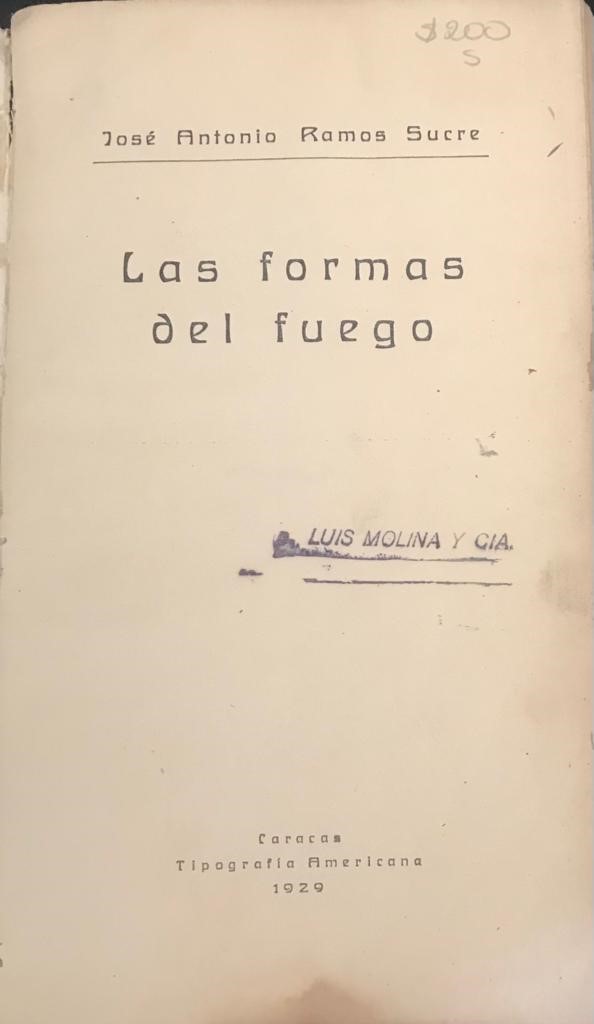 $200
S
José Antonio Ramos Sucre
Las formas
del fuego
LUIS MOLINA Y CIA.
Caracas
Tipografía Americana
1929